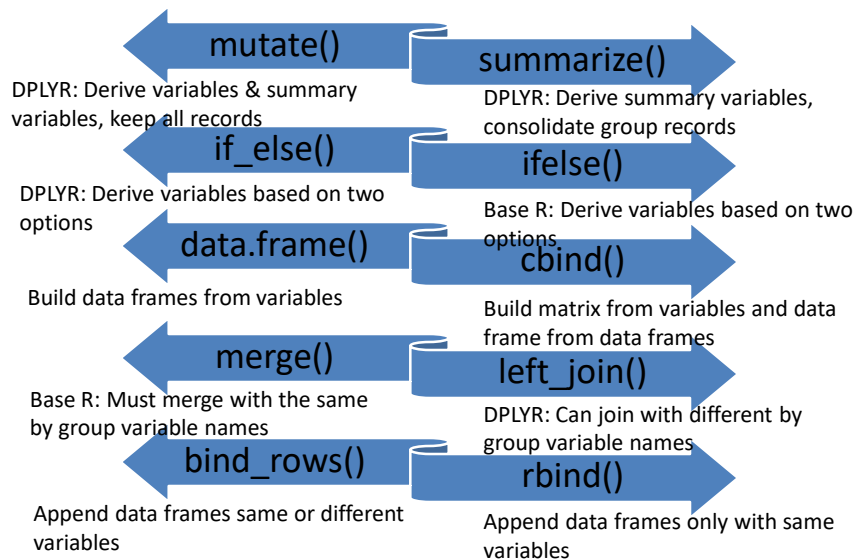 mutate()
summarize()
DPLYR: Derive variables & summary
variables, keep all records
DPLYR: Derive summary variables,
consolidate group records
if_else()
ifelse()
DPLYR: Derive variables based on two
options
Base R: Derive variables based on two
options
data.frame()
cbind()
Build data frames from variables
Build matrix from variables and data
frame from data frames
merge()
left_join()
Base R: Must merge with the same
by group variable names
DPLYR: Can join with different by
group variable names
bind_rows()
rbind()
Append data frames same or different
variables
Append data frames only with same
variables